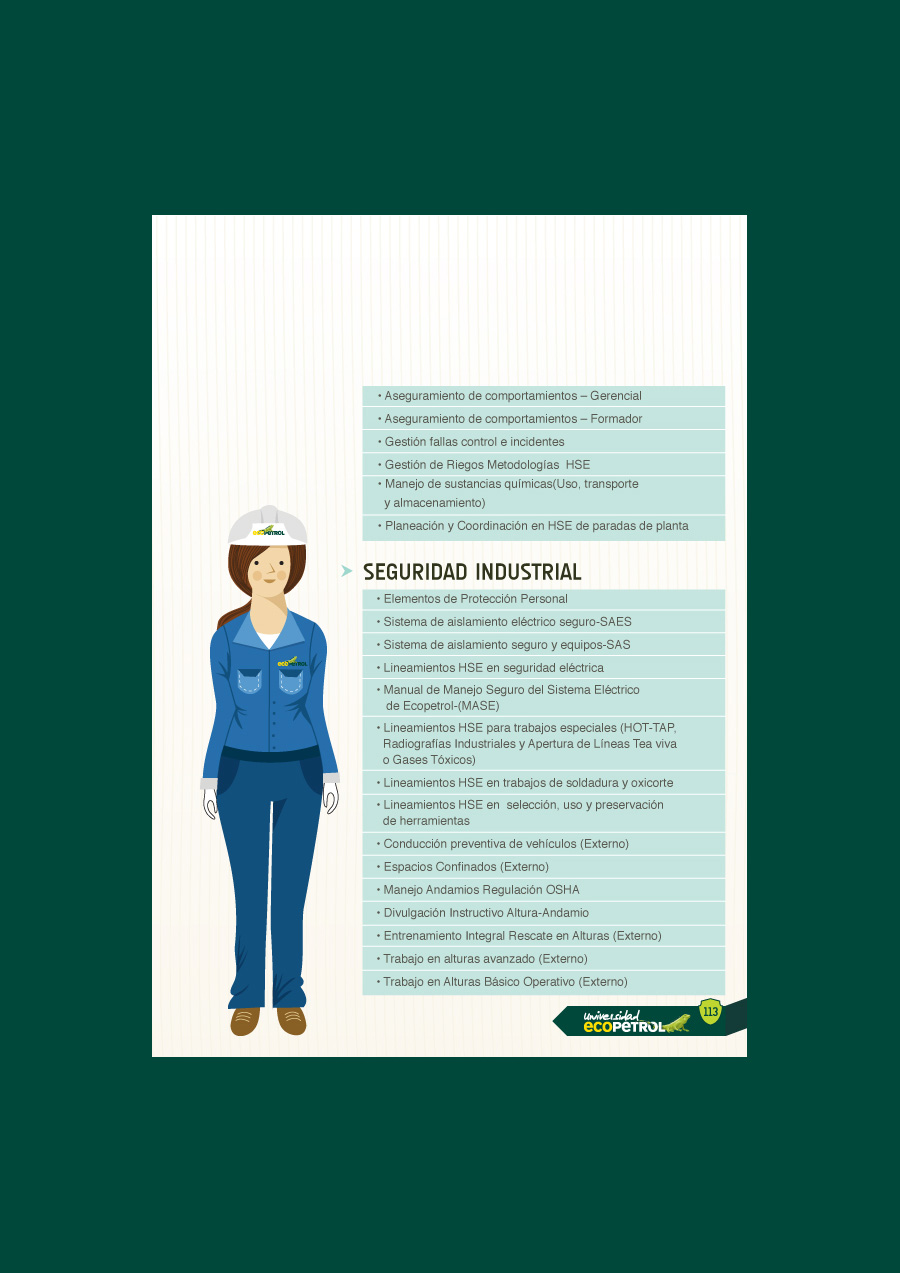 • Aseguramiento de comportamientos – Gerencial
• Aseguramiento de comportamientos – Formador
• Gestión fallas control e incidentes
• Gestión de Riegos Metodologías  HSE
• Manejo de sustancias químicas(Uso, transporte
y almacenamiento)
• Planeación y Coordinación en HSE de paradas de planta
ecoPETROL
SEGURIDAD INDUSTRIAL
• Elementos de Protección Personal
• Sistema de aislamiento eléctrico seguro-SAES
• Sistema de aislamiento seguro y equipos-SAS
ecoPETROL
• Lineamientos HSE en seguridad eléctrica
• Manual de Manejo Seguro del Sistema Eléctrico
de Ecopetrol-(MASE)
• Lineamientos HSE para trabajos especiales (HOT-TAP,
Radiografías Industriales y Apertura de Líneas Tea viva
o Gases Tóxicos)
• Lineamientos HSE en trabajos de soldadura y oxicorte
• Lineamientos HSE en  selección, uso y preservación
de herramientas
• Conducción preventiva de vehículos (Externo)
• Espacios Confinados (Externo)
• Manejo Andamios Regulación OSHA
• Divulgación Instructivo Altura-Andamio
• Entrenamiento Integral Rescate en Alturas (Externo)
• Trabajo en alturas avanzado (Externo)
• Trabajo en Alturas Básico Operativo (Externo)
universidad
ecoPETROL
113